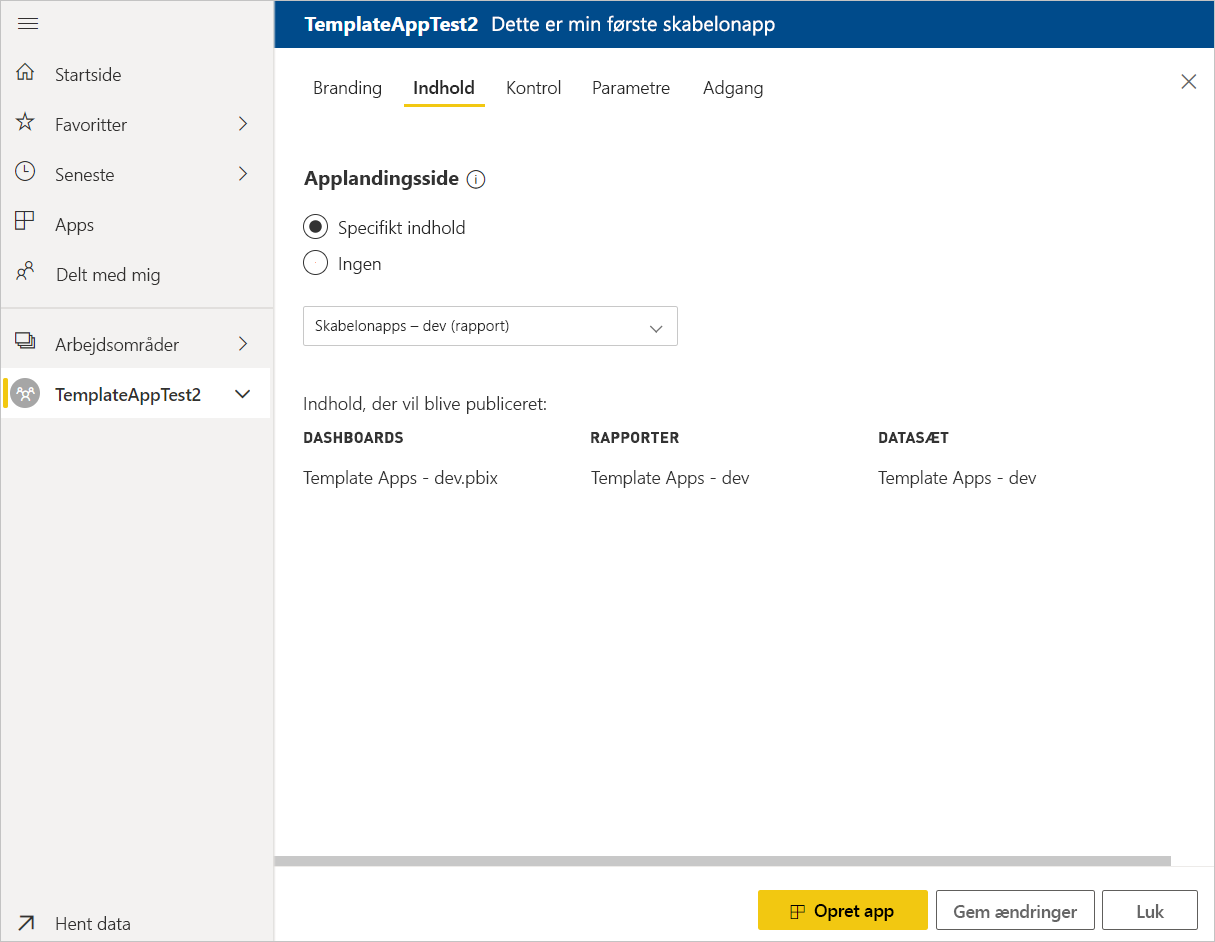 TemplateAppTest2 Dette er min første skabelonapp
Startside
Favoritter
Seneste
Apps
Delt med mig
Arbejdsområder
TemplateAppTest2
Hent data
Branding Indhold Kontrol Parametre Adgang
Applandingsside
Specifikt indhold
Ingen
Skabelonapps – dev (rapport)
Indhold, der vil blive publiceret:
DASHBOARDS RAPPORTER DATASÆT
Template Apps - dev.pbix Template Apps - dev Template Apps - dev
Opret app Gem ændringer Luk